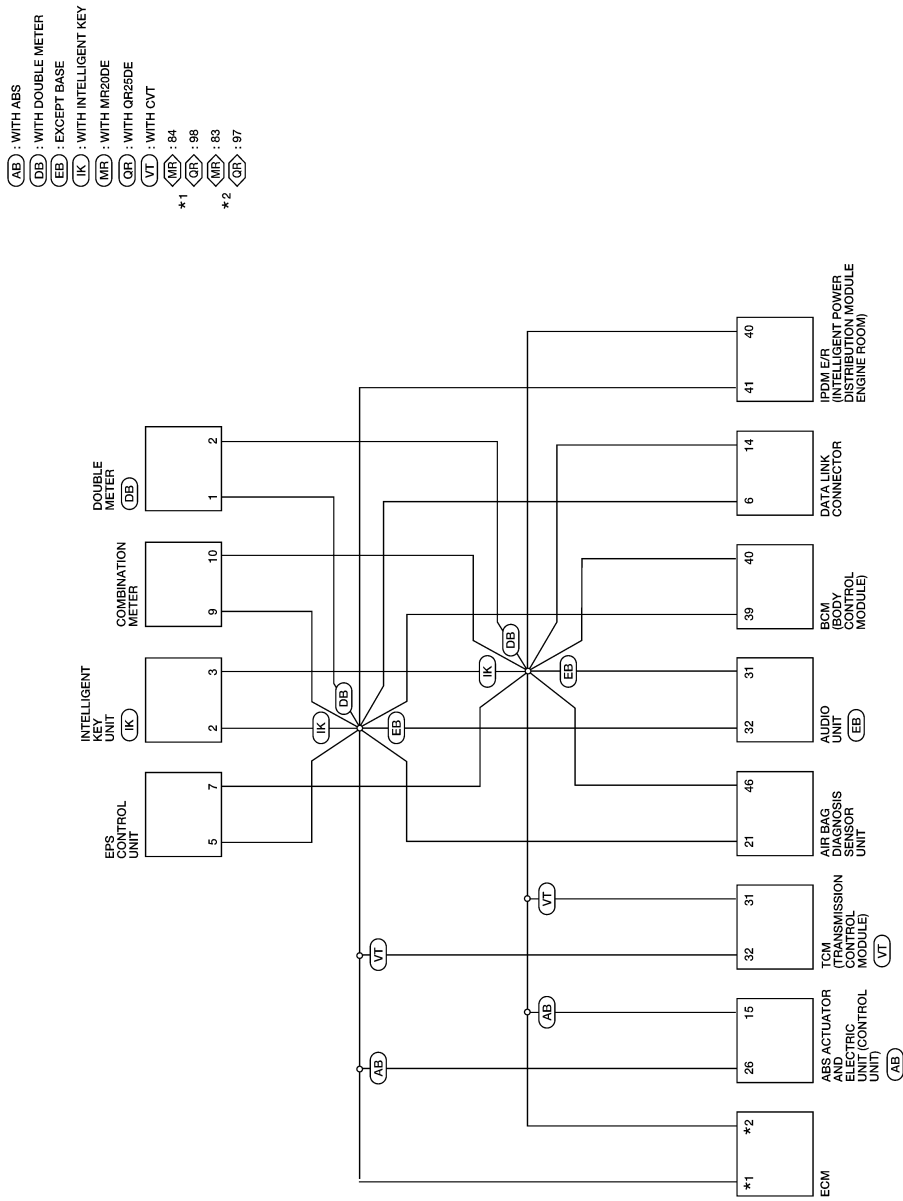 AB : WITH ABS
DB : WITH DOUBLE METER
EB : EXCEPT BASE
IK : WITH INTELLIGENT KEY
MR : WITH MR20DE
QR : WITH QR25DE
VT : WITH CVT
*1
MR : 84
QR : 98
*2
MR : 83
QR : 97
EPS
CONTROL
UNIT
5
7
INTELLIGENT
KEY
UNIT
IK
2
3
COMBINATION
METER
9
10
DOUBLE
METER
DB
1
2
AB
VT
IK
DB
EB
AB
VT
IK
DB
EB
*1
*2
ECM
26
15
ABS ACTUATOR
AND
ELECTRIC
UNIT (CONTROL
UNIT)
AB
32
31
TCM
(TRANSMISSION
CONTROL
MODULE)
VT
21
46
AIR BAG
DIAGNOSIS
SENSOR
UNIT
32
31
AUDIO
UNIT
EB
39
40
BCM
(BODY
CONTROL
MODULE)
6
14
DATA LINK
CONNECTOR
41
40
IPDM E/R
(INTELLIGENT POWER
DISTRIBUTION MODULE
ENGINE ROOM)